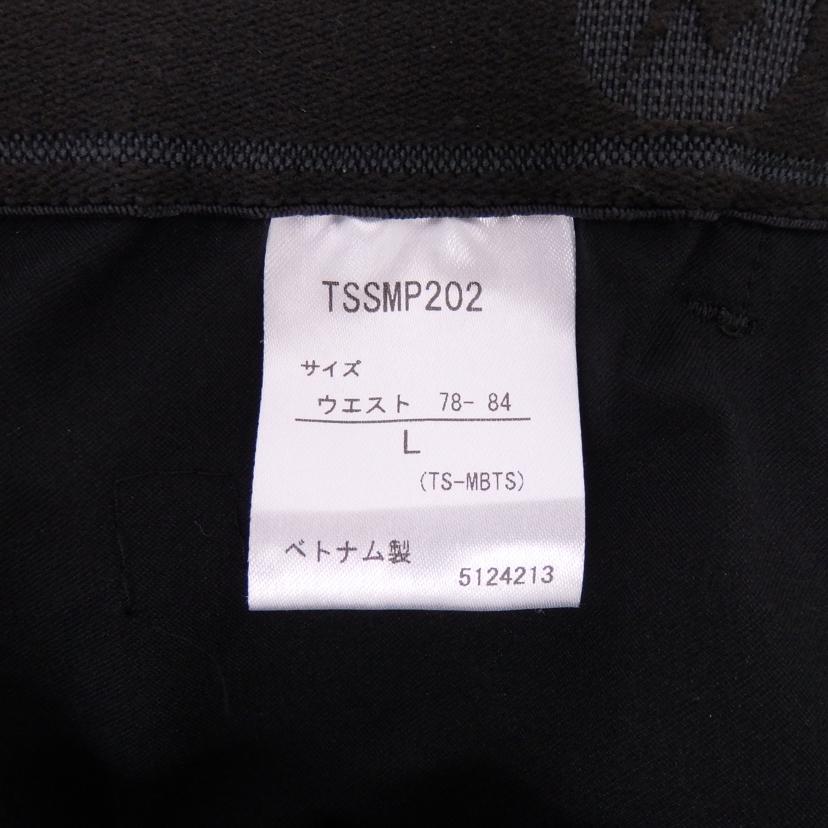 TSSMP202
サイズ
ウエスト 78- 84
L
(TS-MBTS)
ベトナム製
5124213